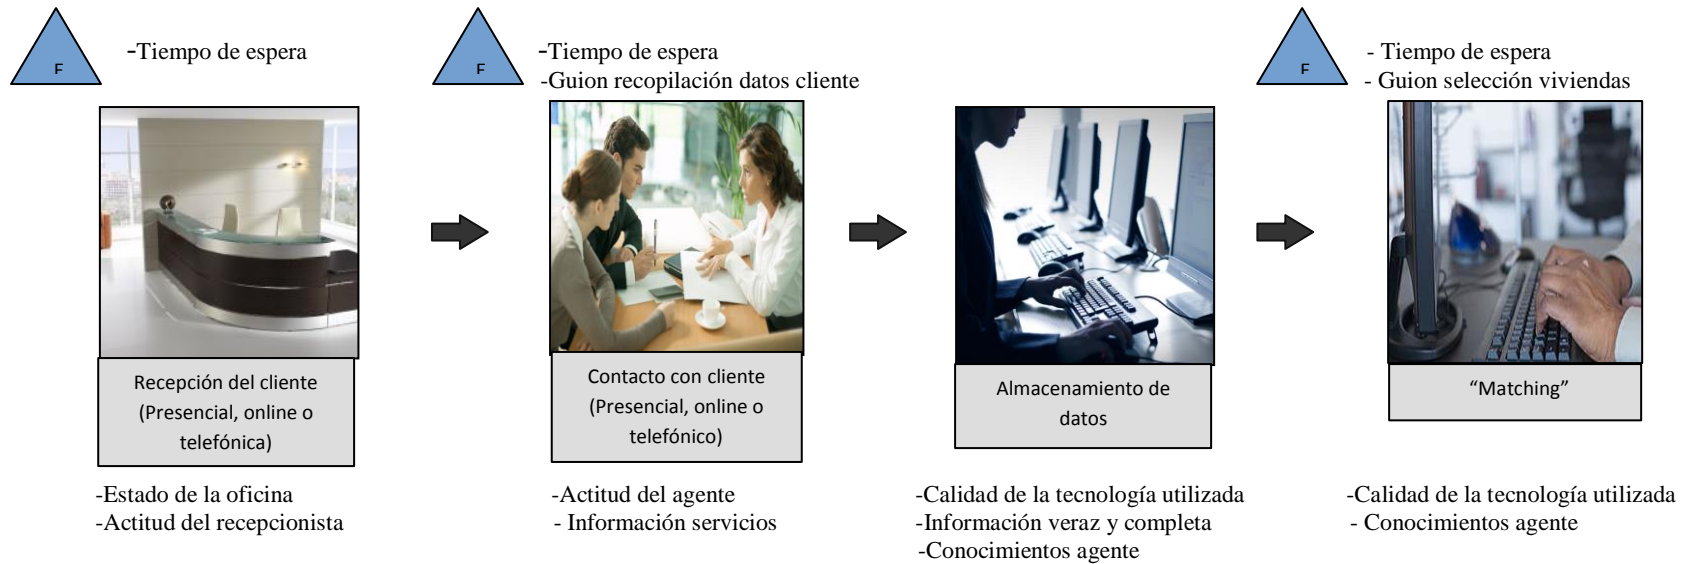 F
-Tiempo de espera
F
-Tiempo de espera
-Guion recopilación datos cliente
F
- Tiempo de espera
- Guion selección viviendas
Recepción del cliente
(Presencial, online o
telefónica)
Contacto con cliente
(Presencial, online o
telefónico)
Almacenamiento de
datos
“Matching”
-Estado de la oficina
-Actitud del recepcionista
-Actitud del agente
- Información servicios
-Calidad de la tecnología utilizada
-Información veraz y completa
-Conocimientos agente
-Calidad de la tecnología utilizada
- Conocimientos agente